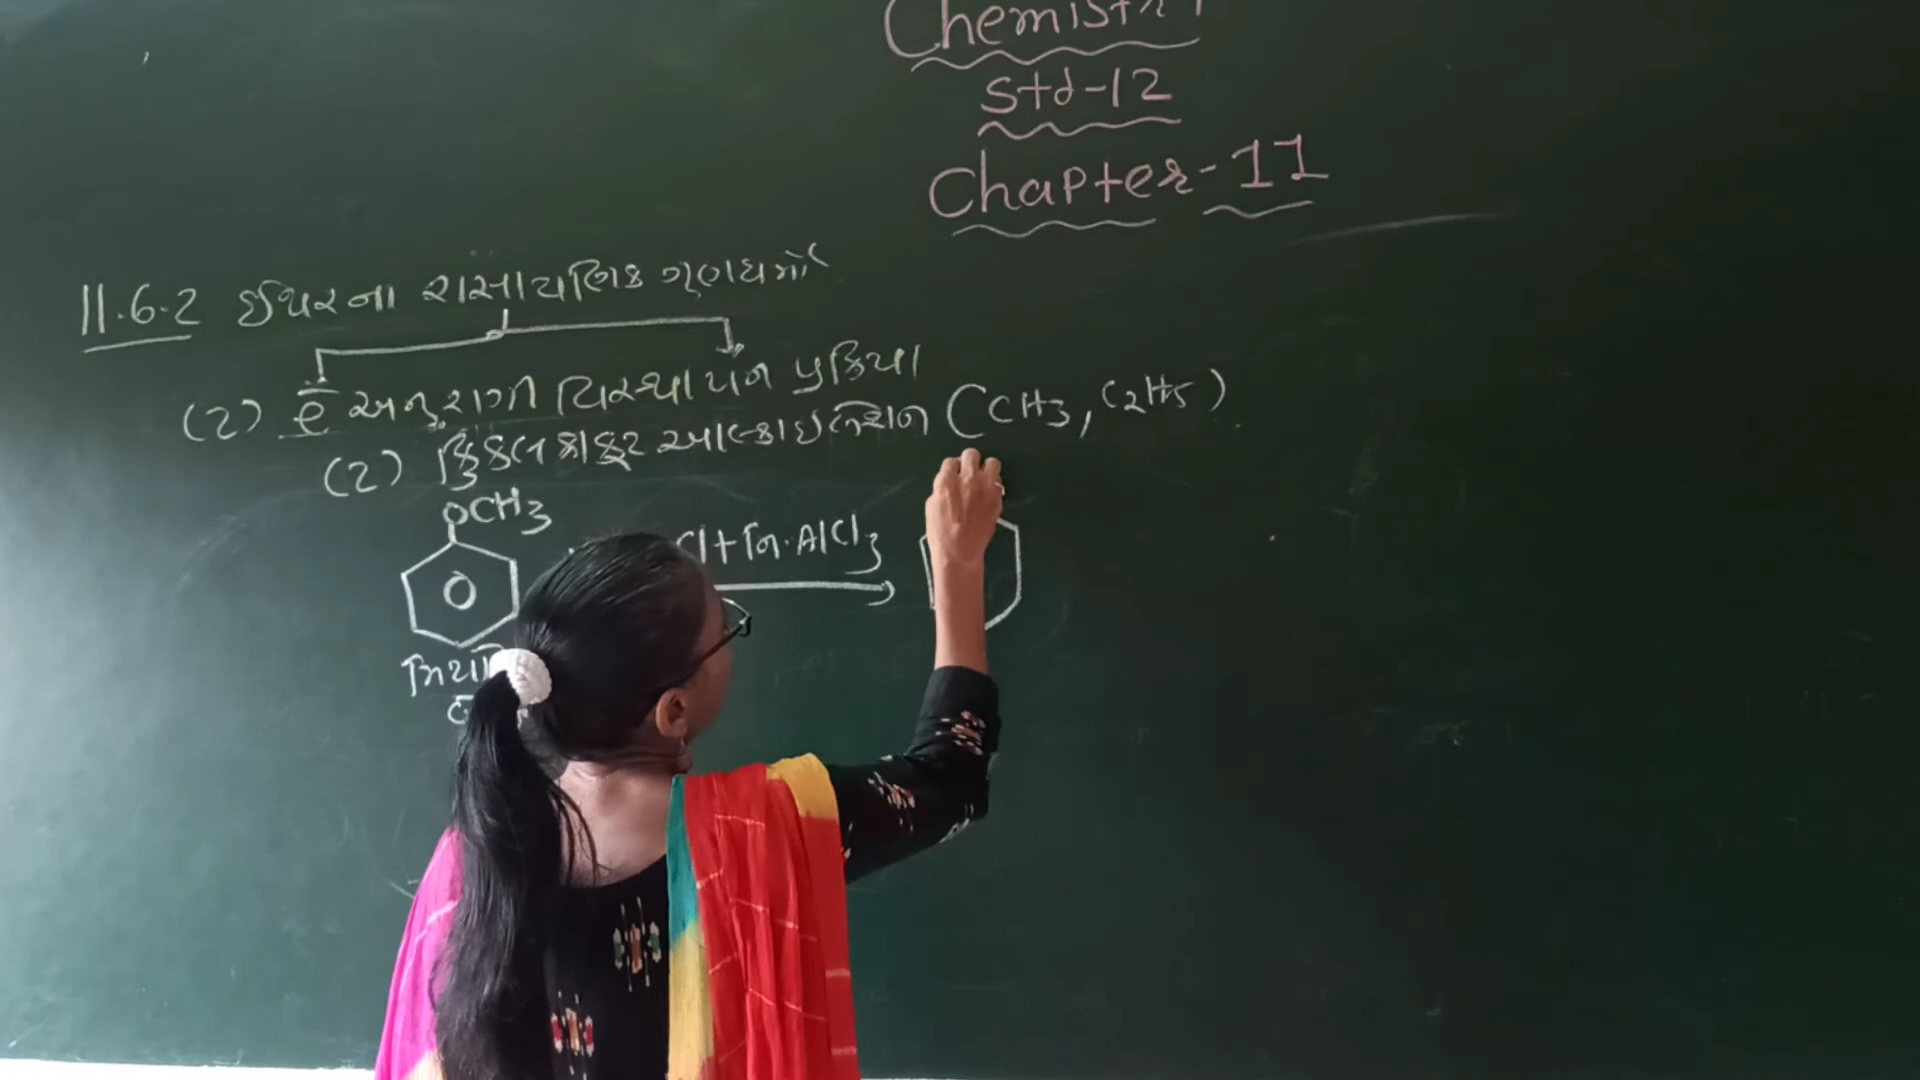 Chemistry
Std-12
Chapter-11
11.6.2 ઈથરના રાસાયણિક ગુણધર્મો
(2) ē અનુરાગી વિસ્થાપન પ્રક્રિયા
(2) ફ્રિડલ ક્રાફ્ટ આલ્કાઇલેશન (CH3, C2H5)
OCH3
Cl + નિ. AlCl3